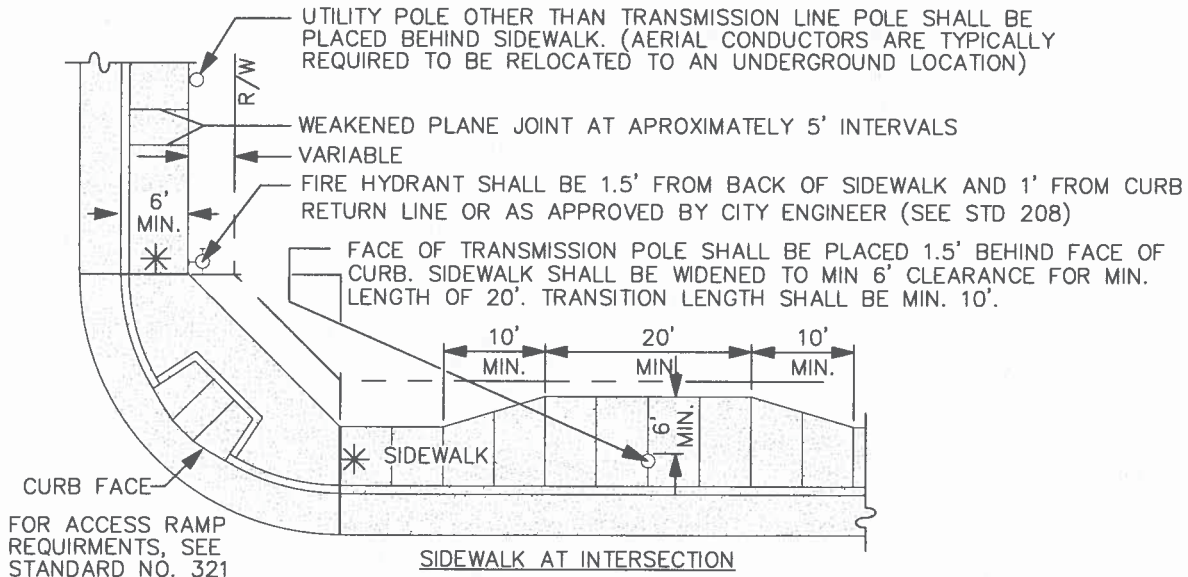 UTILITY POLE OTHER THAN TRANSMISSION LINE POLE SHALL BE
PLACED BEHIND SIDEWALK. (AERIAL CONDUCTORS ARE TYPICALLY
REQUIRED TO BE RELOCATED TO AN UNDERGROUND LOCATION)
R/W
WEAKENED PLANE JOINT AT APROXIMATELY 5' INTERVALS
VARIABLE
FIRE HYDRANT SHALL BE 1.5' FROM BACK OF SIDEWALK AND 1' FROM CURB
RETURN LINE OR AS APPROVED BY CITY ENGINEER (SEE STD 208)
6'
MIN.
FACE OF TRANSMISSION POLE SHALL BE PLACED 1.5' BEHIND FACE OF
CURB. SIDEWALK SHALL BE WIDENED TO MIN 6' CLEARANCE FOR MIN.
LENGTH OF 20'. TRANSITION LENGTH SHALL BE MIN. 10'.
10'
MIN.
20'
MIN.
10'
MIN.
6'
MIN.
SIDEWALK
CURB FACE
FOR ACCESS RAMP
REQUIRMENTS, SEE
STANDARD NO. 321
SIDEWALK AT INTERSECTION